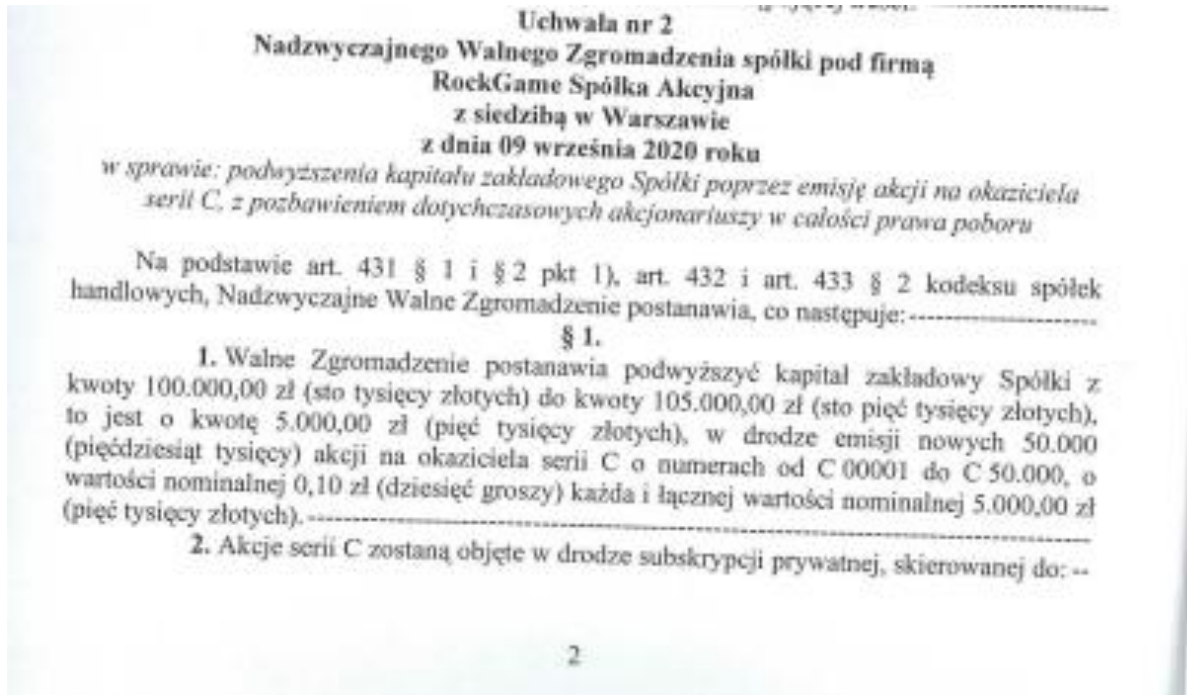 Uchwała nr 2
Nadzwyczajnego Walnego Zgromadzenia spółki pod firmą
RockGame Spółka Akcyjna
z siedzibą w Warszawie
z dnia 09 września 2020 roku
w sprawie: podwyższenia kapitału zakładowego Spółki poprzez emisję akcji na okaziciela
serii C, z pozbawieniem dotychczasowych akcjonariuszy w całości prawa poboru
Na podstawie art. 431 § 1 i § 2 pkt 1), art. 432 i art. 433 § 2 kodeksu spółek
handlowych, Nadzwyczajne Walne Zgromadzenie postanawia, co następuje:--------------------
§ 1.
1. Walne Zgromadzenie postanawia podwyższyć kapitał zakładowy Spółki z
kwoty 100.000,00 zł (sto tysięcy złotych) do kwoty 105.000,00 zł (sto pięć tysięcy złotych),
to jest o kwotę 5.000,00 zł (pięć tysięcy złotych), w drodze emisji nowych 50.000
(pięćdziesiąt tysięcy) akcji na okaziciela serii C o numerach od C 00001 do C 50.000, o
wartości nominalnej 0,10 zł (dziesięć groszy) każda i łącznej wartości nominalnej 5.000,00 zł
(pięć tysięcy złotych).--------------------------------------------------------------------------------
2. Akcje serii C zostaną objęte w drodze subskrypcji prywatnej, skierowanej do: --
2